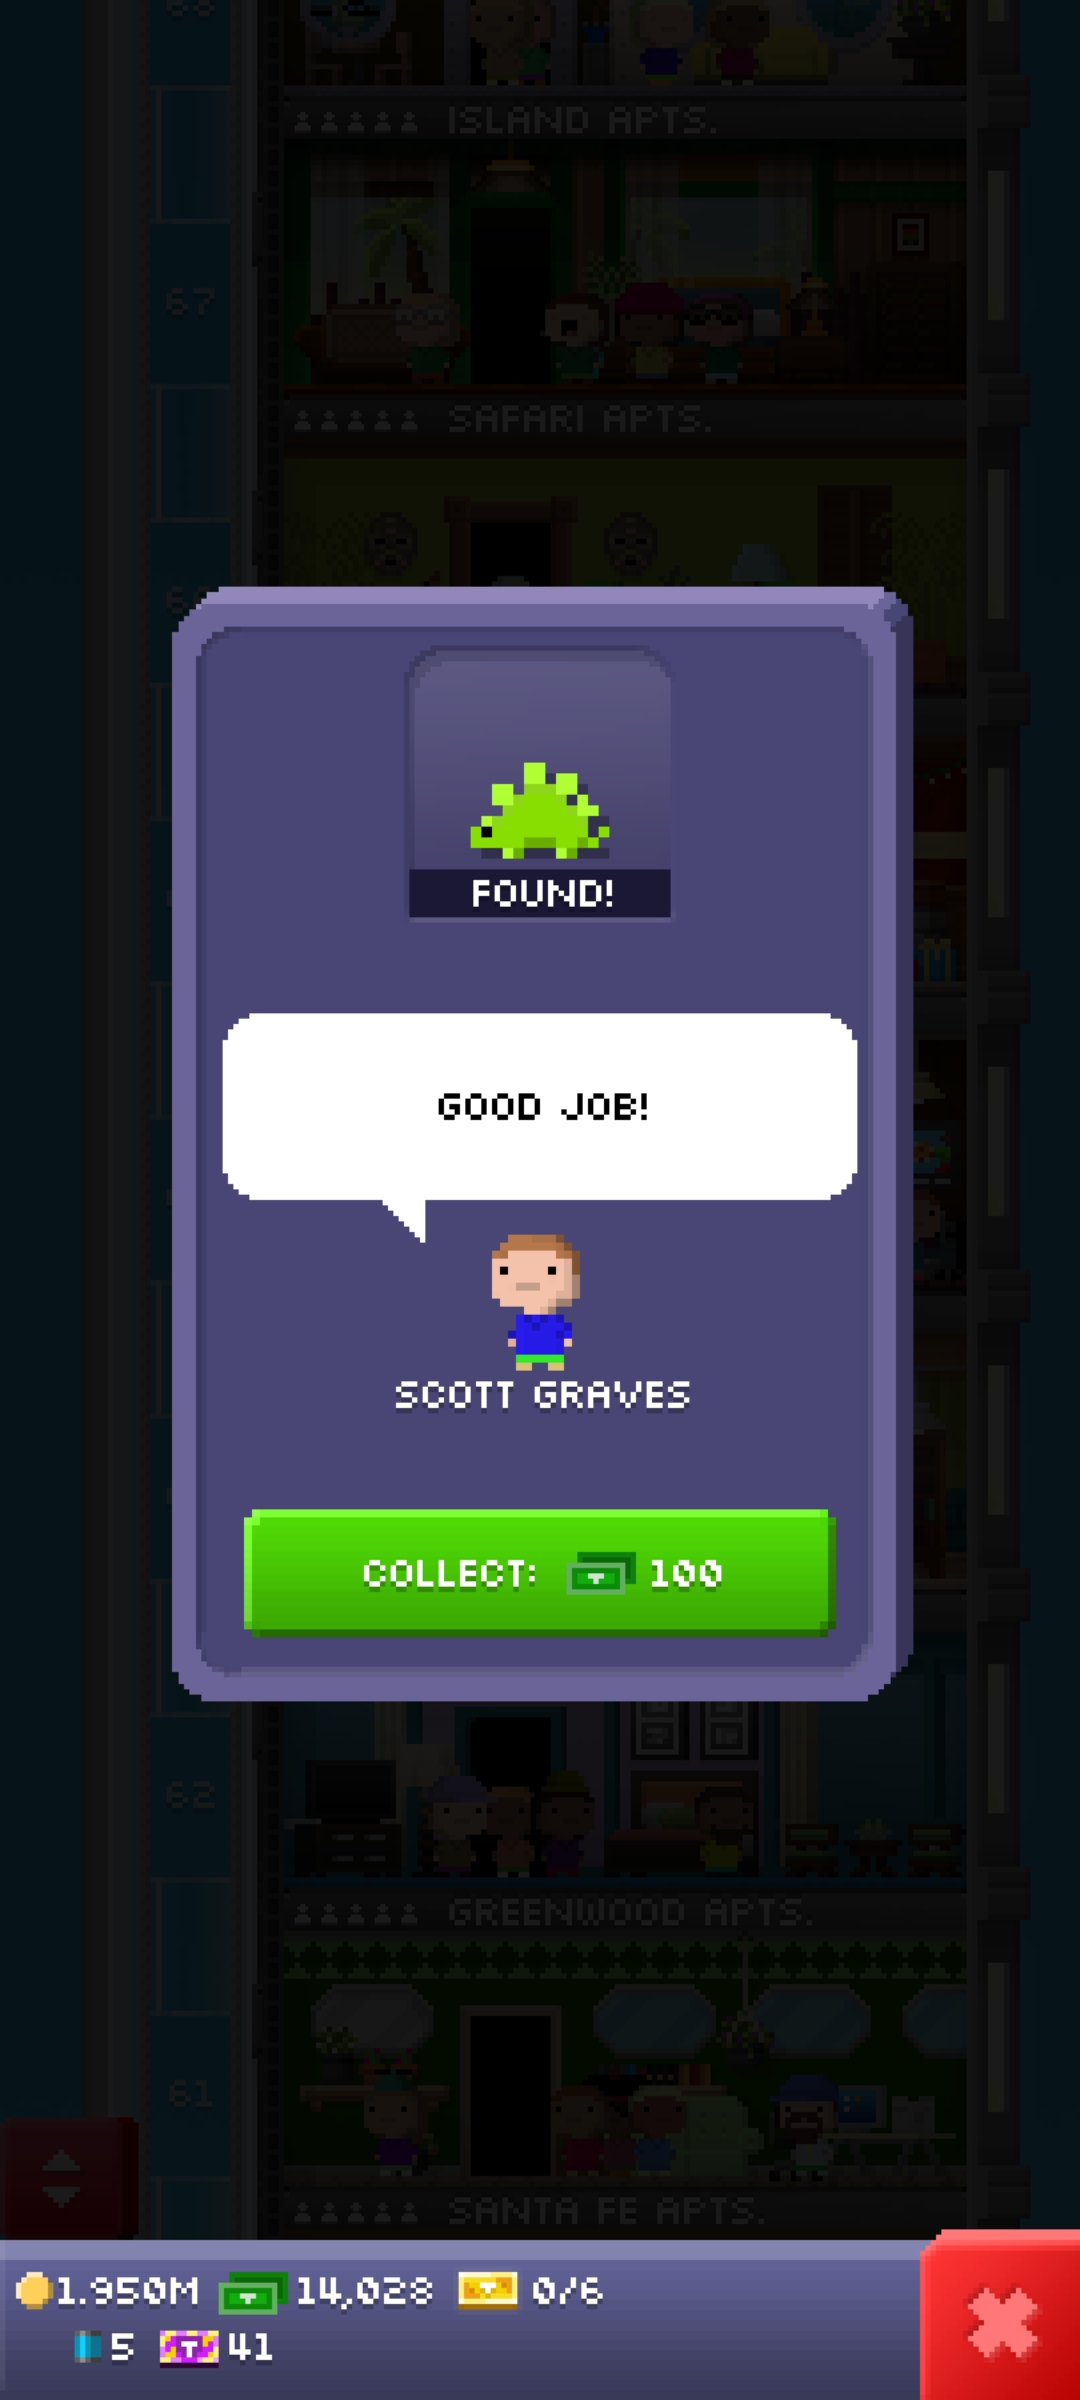 ISLAND APTS.
67
SAFARI APTS.
FOUND!
GOOD JOB!
SCOTT GRAVES
COLLECT: 100
62
GREENWOOD APTS.
61
SANTA FE APTS.
1.950M 14,028 0/6
5 41